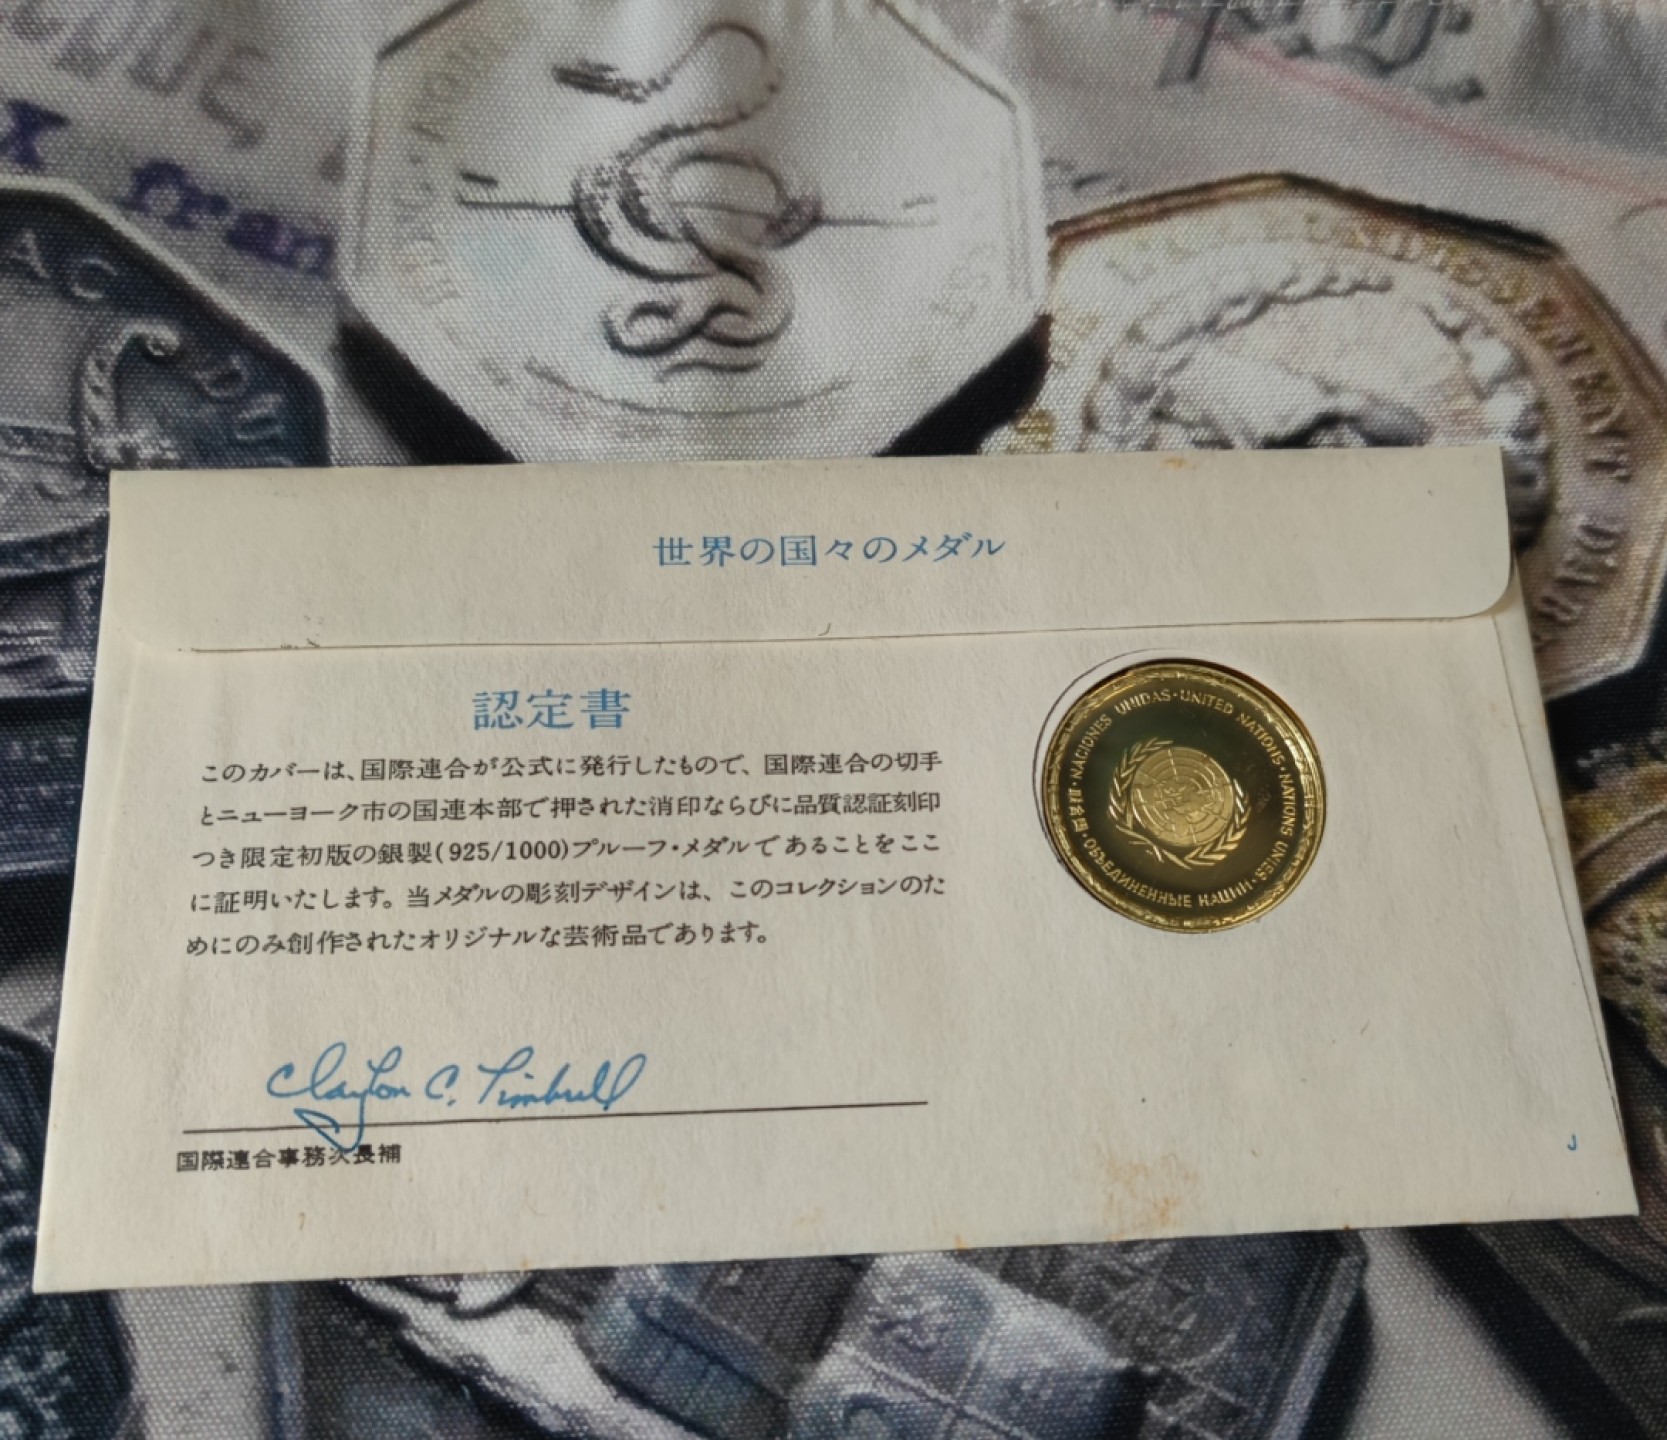 fran
世界の国々のメダル
認定書
このカバーは、国際連合が公式に発行したもので、国際連合の切手
とニューヨーク市の国連本部で押された消印ならびに品質認証刻印
つき限定初版の銀製(925/1000)プルーフ・メダルであることをここ
に証明いたします。当メダルの彫刻デザインは、このコレクションのた
めにのみ創作されたオリジナルな芸術品であります。
NACIONES UNIDAS · UNITED NATIONS · NATIONS UNIES · ОБЪЕДИНЕННЫЕ НАЦИИ ·
Clayton C. Timbrell
国際連合事務次長補
J